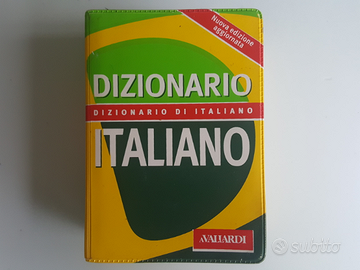 Nuova edizione
aggiornata
DIZIONARIO
DIZIONARIO DI ITALIANO
ITALIANO
A.VALLARDI
subito